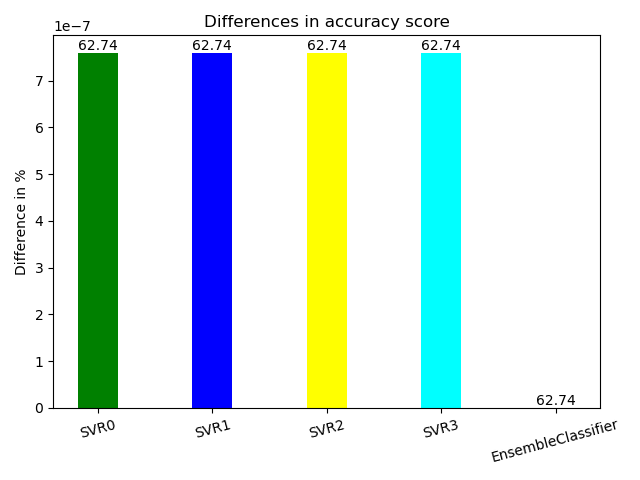 Differences in accuracy score
1e−7
62.74 62.74 62.74 62.74
7
6
5
4
3
2
1
0
Difference in %
62.74
SVR0 SVR1 SVR2 SVR3 EnsembleClassifier